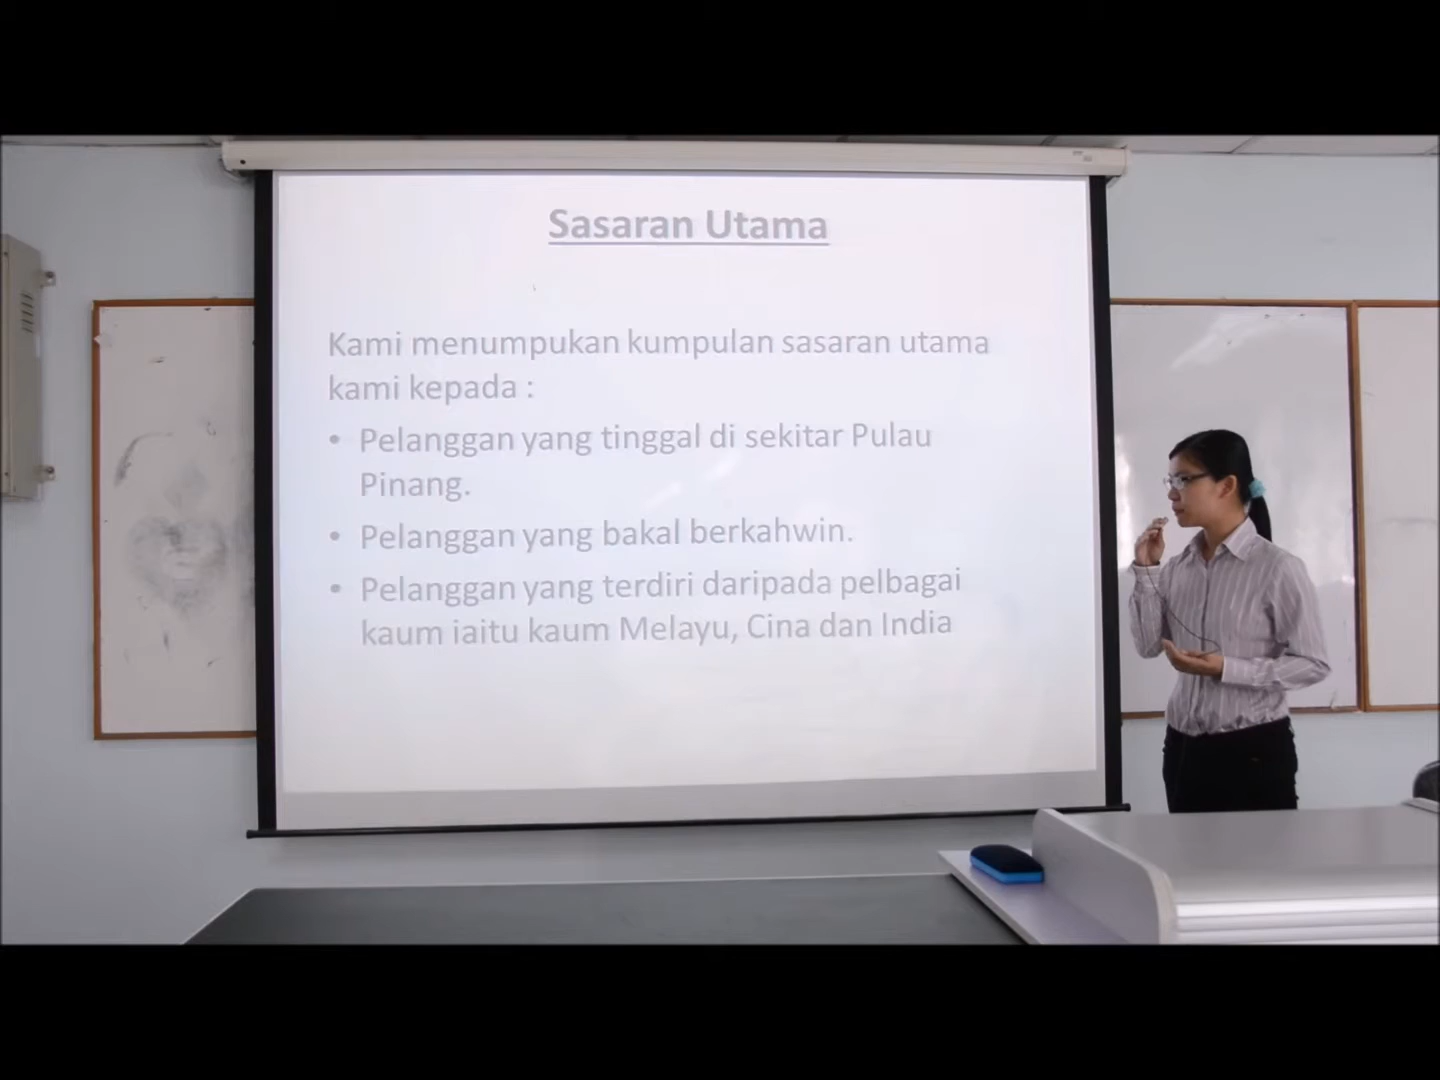 Sasaran Utama
Kami menumpukan kumpulan sasaran utama
kami kepada :
• Pelanggan yang tinggal di sekitar Pulau
Pinang.
• Pelanggan yang bakal berkahwin.
• Pelanggan yang terdiri daripada pelbagai
kaum iaitu kaum Melayu, Cina dan India